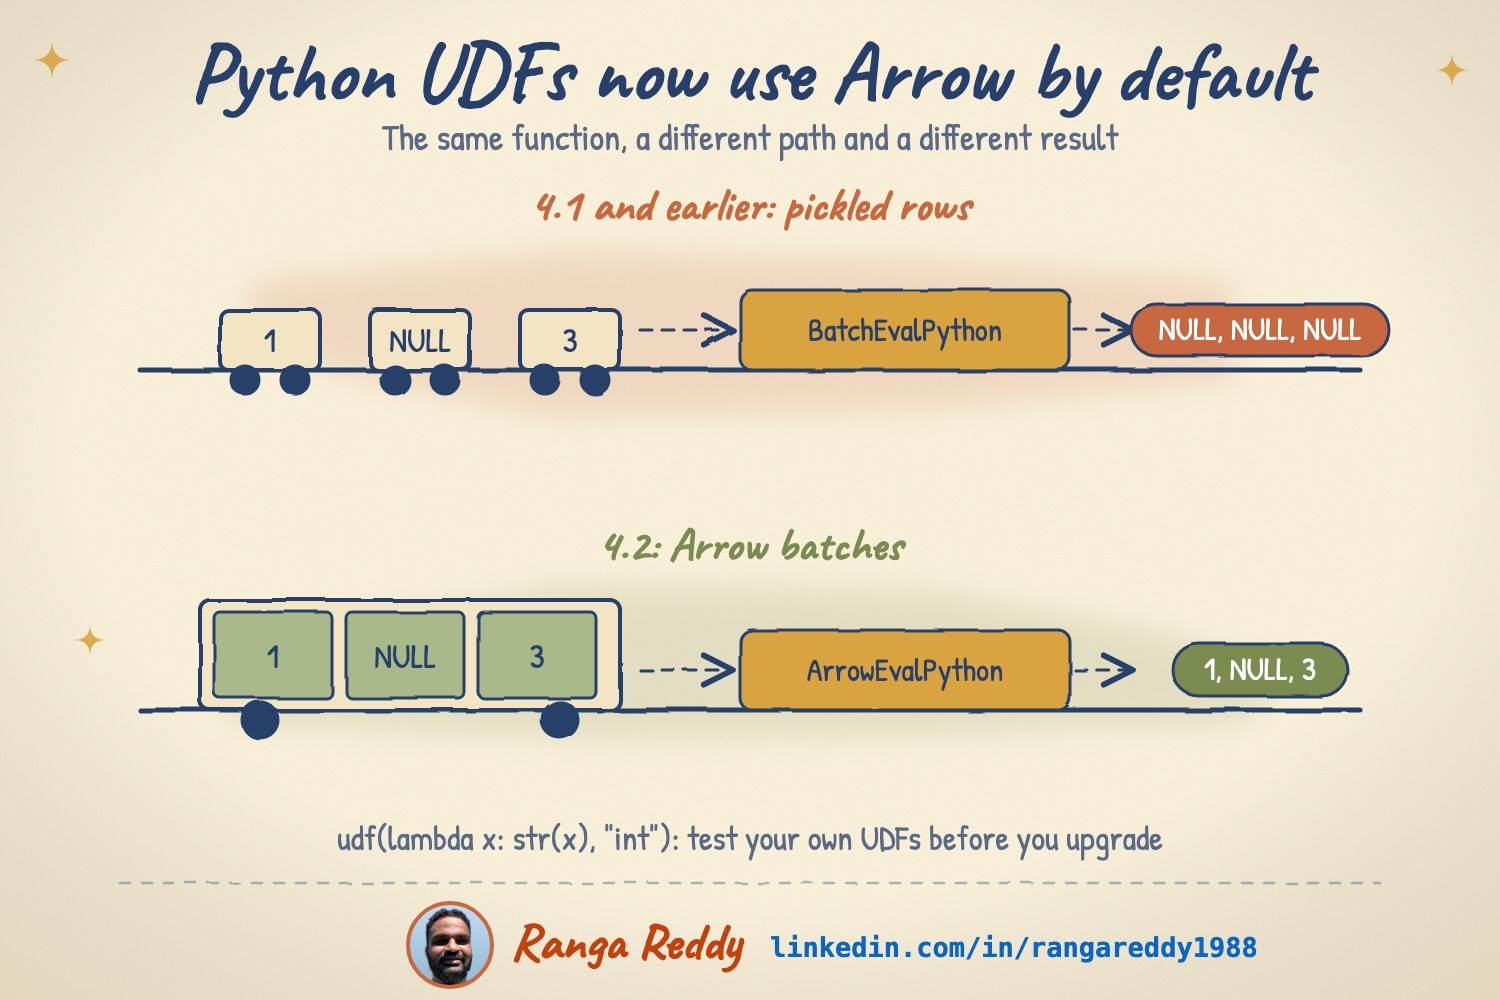 Python UDFs now use Arrow by default
The same function, a different path and a different result
4.1 and earlier: pickled rows
1 NULL 3 BatchEvalPython NULL, NULL, NULL
4.2: Arrow batches
1 NULL 3 ArrowEvalPython 1, NULL, 3
udf(lambda x: str(x), "int"): test your own UDFs before you upgrade
Ranga Reddy linkedin.com/in/rangareddy1988